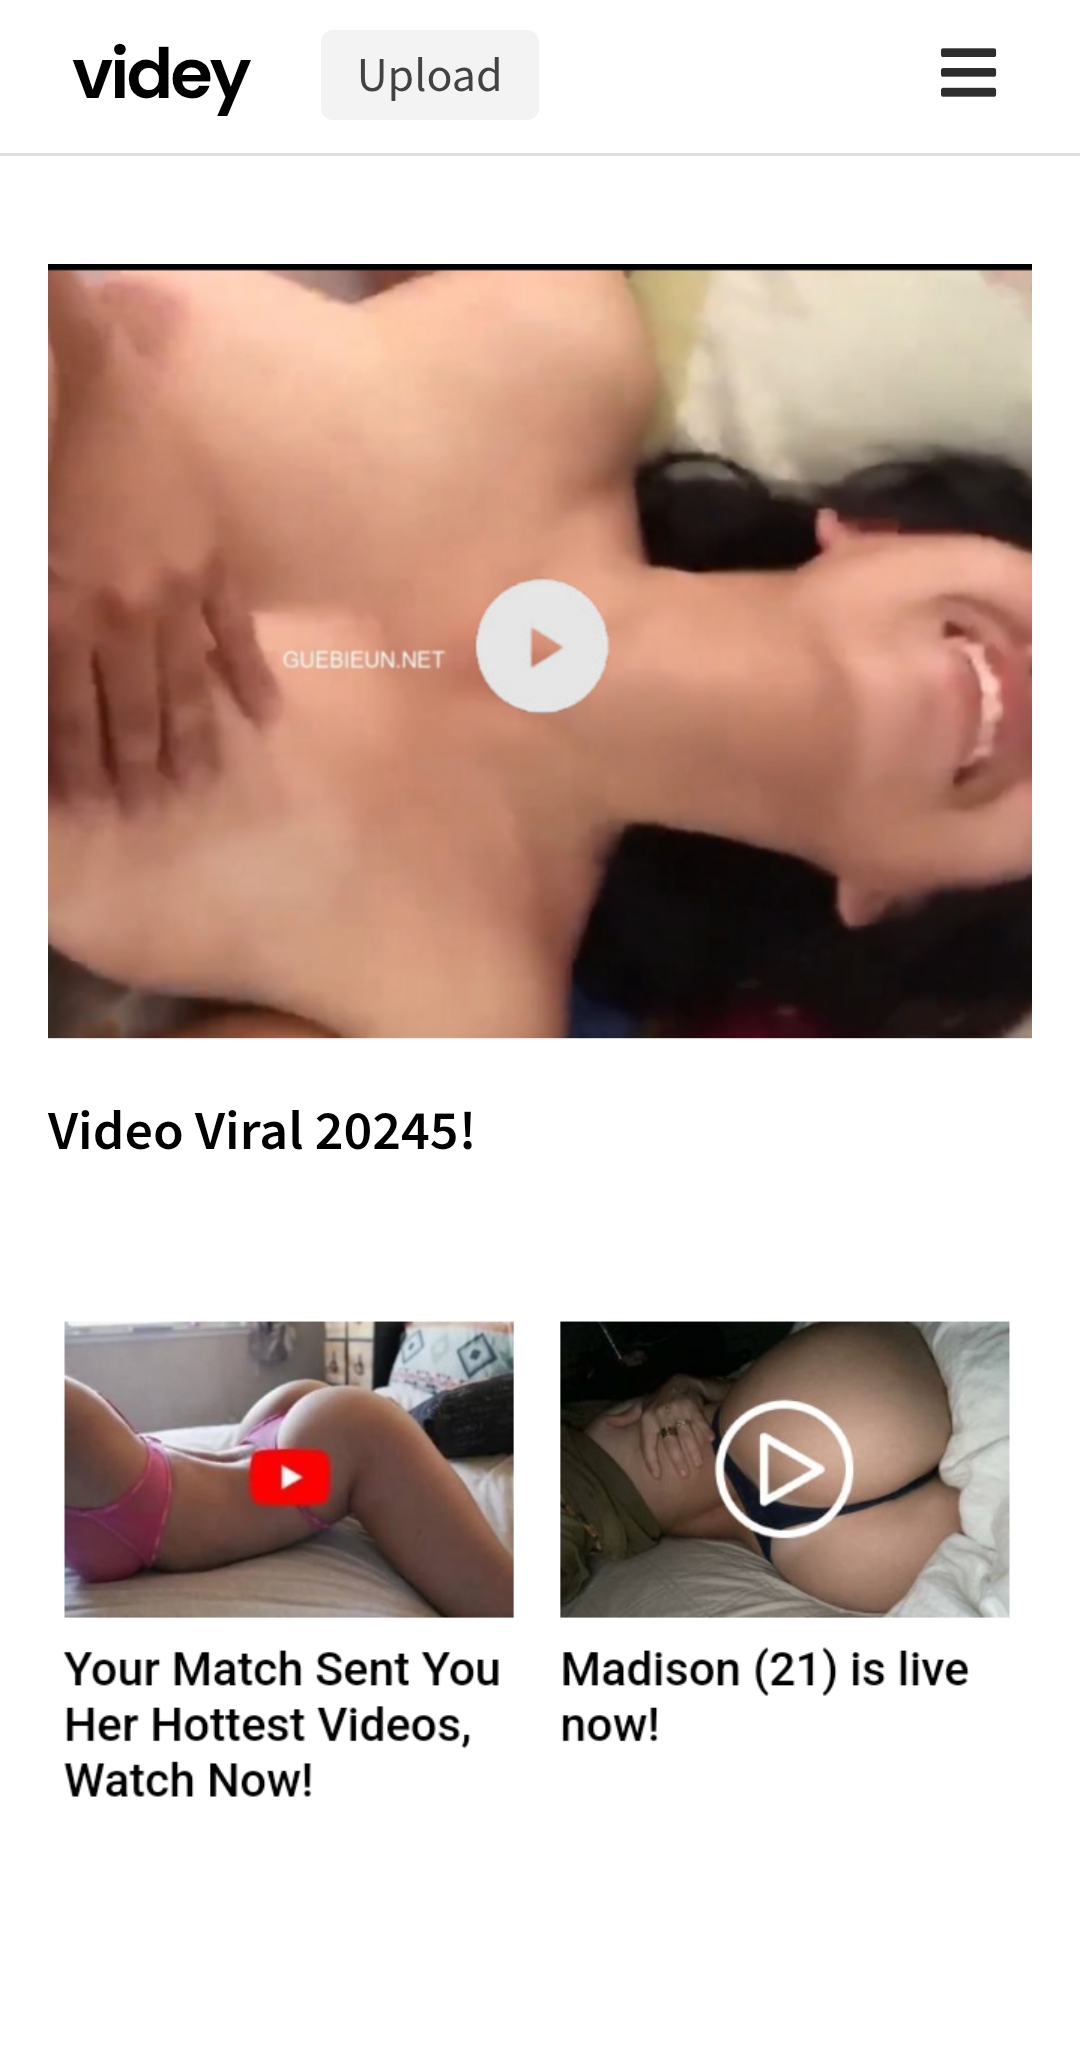 videy
Upload
GUEBIEUN.NET
Video Viral 20245!
Your Match Sent You
Her Hottest Videos,
Watch Now!
Madison (21) is live
now!